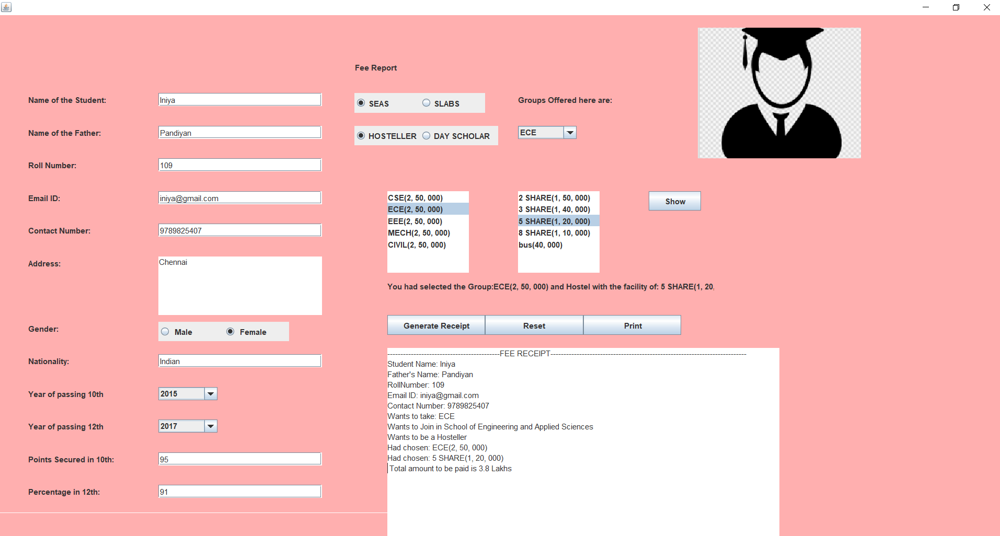 Fee Report
Name of the Student:
Iniya
SEAS
SLABS
Groups Offered here are:
Name of the Father:
Pandiyan
HOSTELLER
DAY SCHOLAR
ECE
Roll Number:
109
Email ID:
iniya@gmail.com
Contact Number:
9789825407
Address:
Chennai
Gender:
Male
Female
Nationality:
Indian
Year of passing 10th
2015
Year of passing 12th
2017
Points Secured in 10th:
95
Percentage in 12th:
91
CSE(2, 50, 000)
ECE(2, 50, 000)
EEE(2, 50, 000)
MECH(2, 50, 000)
CIVIL(2, 50, 000)
2 SHARE(1, 50, 000)
3 SHARE(1, 40, 000)
5 SHARE(1, 20, 000)
8 SHARE(1, 10, 000)
bus(40, 000)
Show
You had selected the Group:ECE(2, 50, 000) and Hostel with the facility of: 5 SHARE(1, 20,
Generate Receipt
Reset
Print
-------------------------------------------FEE RECEIPT---------------------------------------------------------------------------
Student Name: Iniya
Father's Name: Pandiyan
RollNumber: 109
Email ID: iniya@gmail.com
Contact Number: 9789825407
Wants to take: ECE
Wants to Join in School of Engineering and Applied Sciences
Wants to be a Hosteller
Had chosen: ECE(2, 50, 000)
Had chosen: 5 SHARE(1, 20, 000)
Total amount to be paid is 3.8 Lakhs